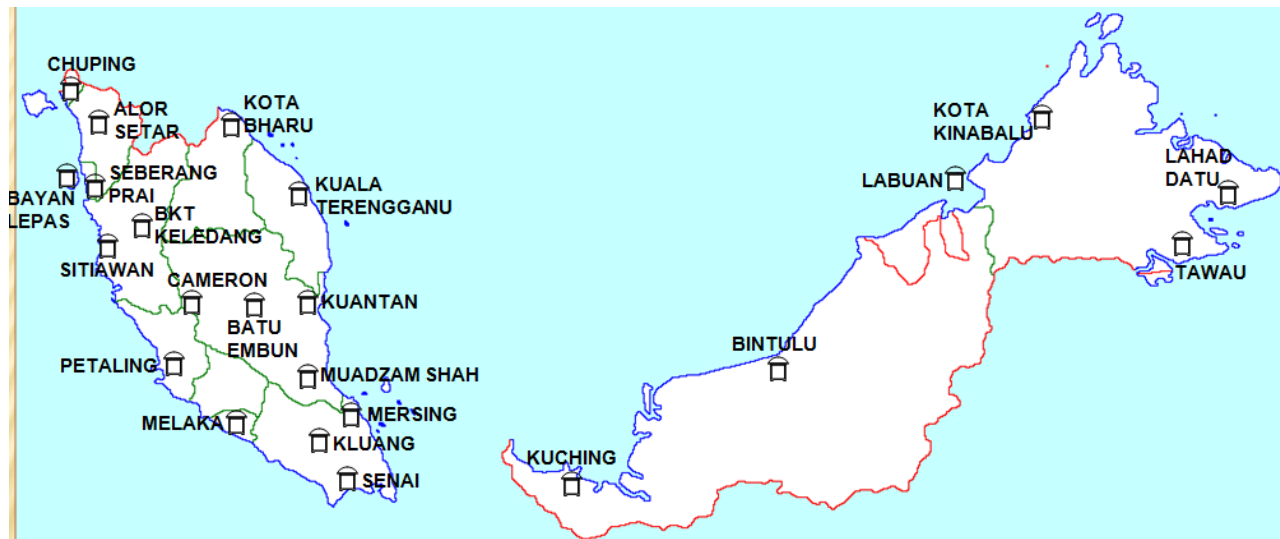 CHUPING
ALOR
SETAR
KOTA
BHARU
BAYAN
LEPAS
SEBERANG
PRAI
KUALA
TERENGGANU
BKT
KELEDANG
SITIAWAN
CAMERON
BATU
EMBUN
KUANTAN
PETALING
MUADZAM SHAH
MELAKA
MERSING
KLUANG
SENAI
KOTA
KINABALU
LABUAN
LAHAD
DATU
TAWAU
BINTULU
KUCHING